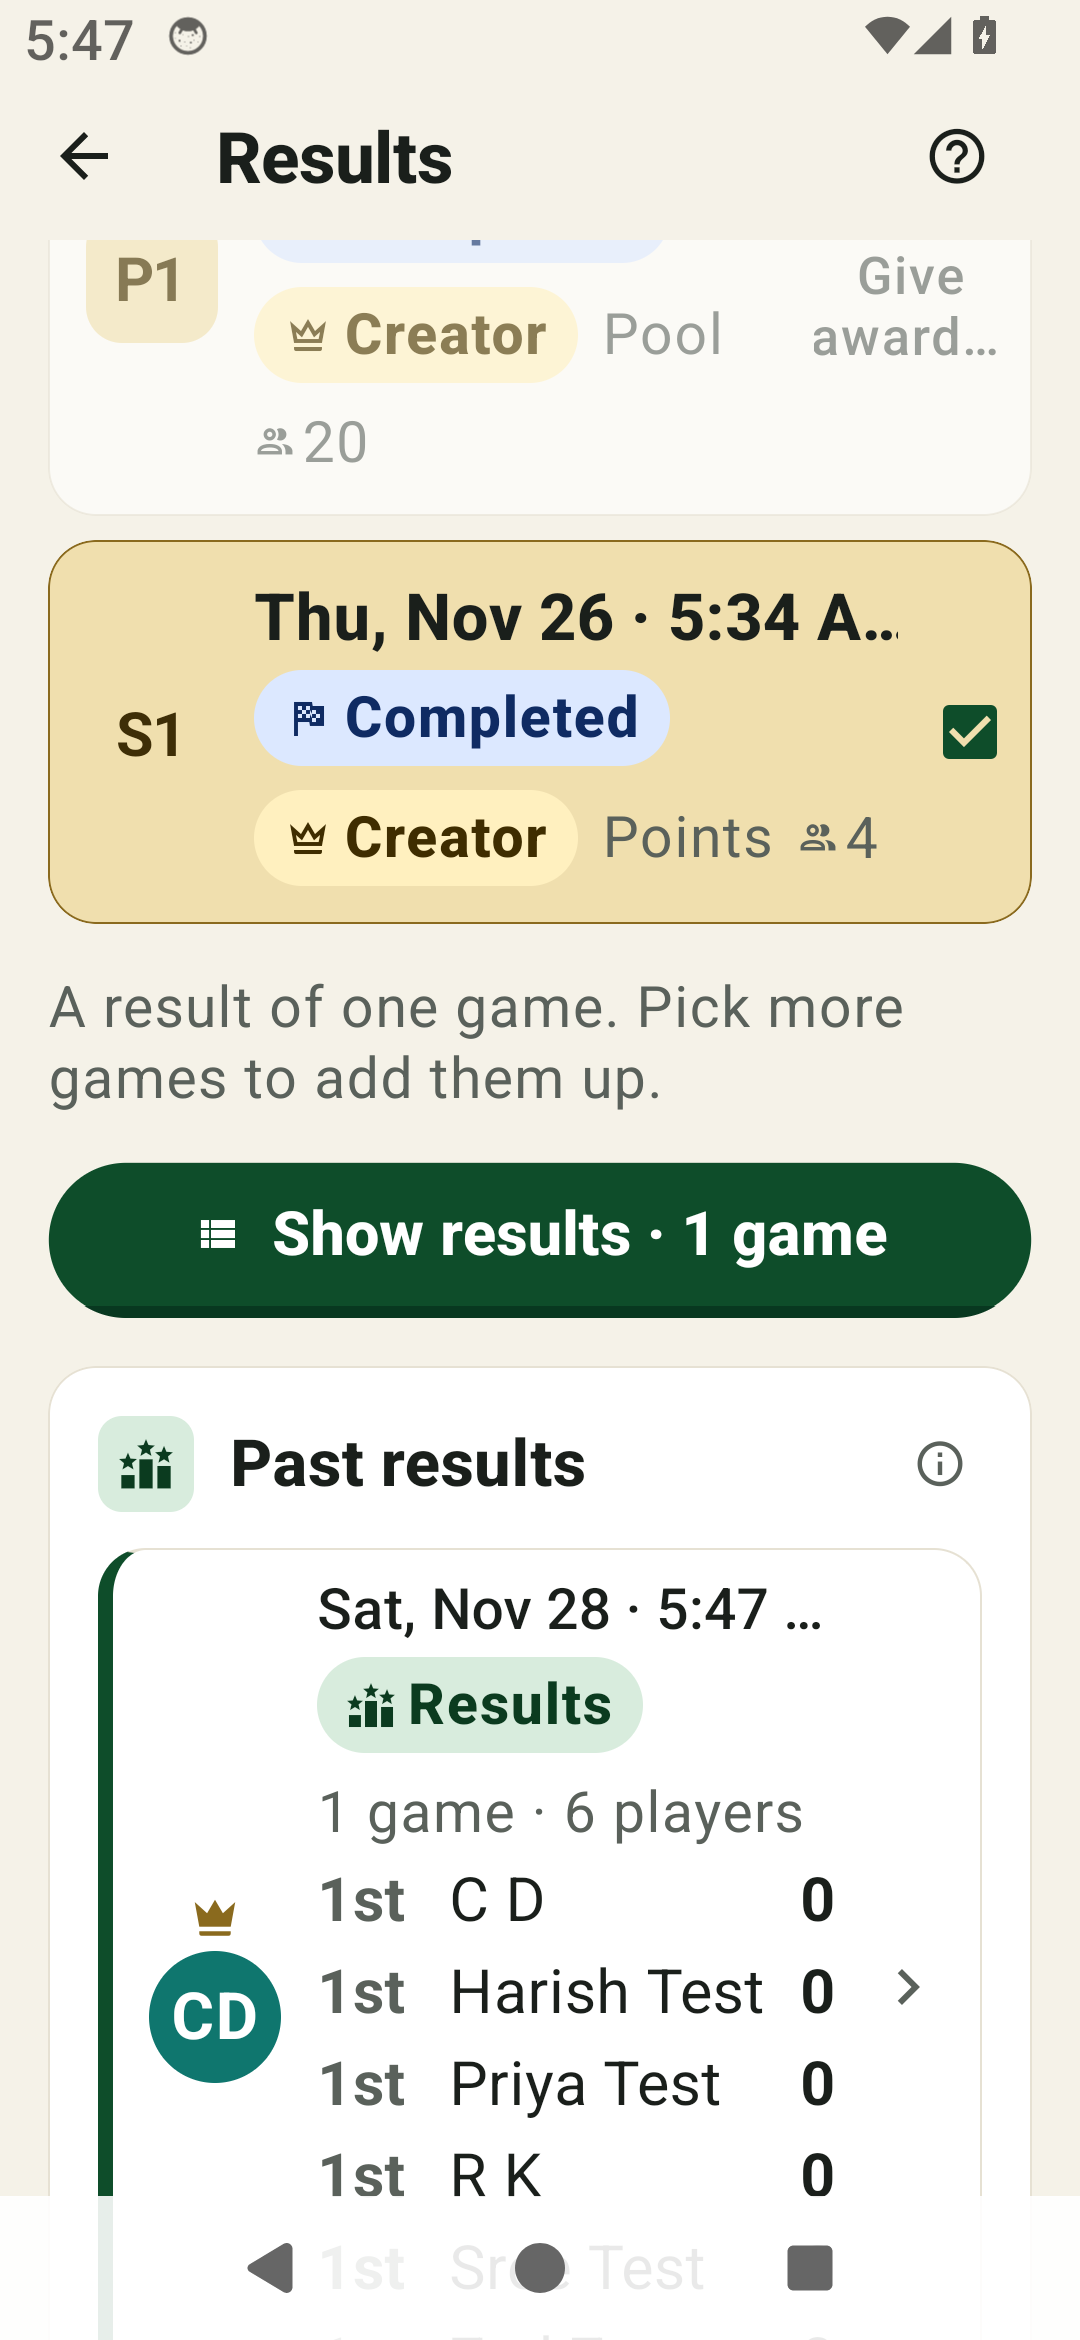 5:47
Results
P1
Give
award…
Creator Pool
20
Thu, Nov 26 · 5:34 A…
S1
Completed
Creator Points 4
A result of one game. Pick more
games to add them up.
Show results · 1 game
Past results
Sat, Nov 28 · 5:47 …
Results
1 game · 6 players
1st C D 0
CD
1st Harish Test 0
1st Priya Test 0
1st R K 0
1st Test